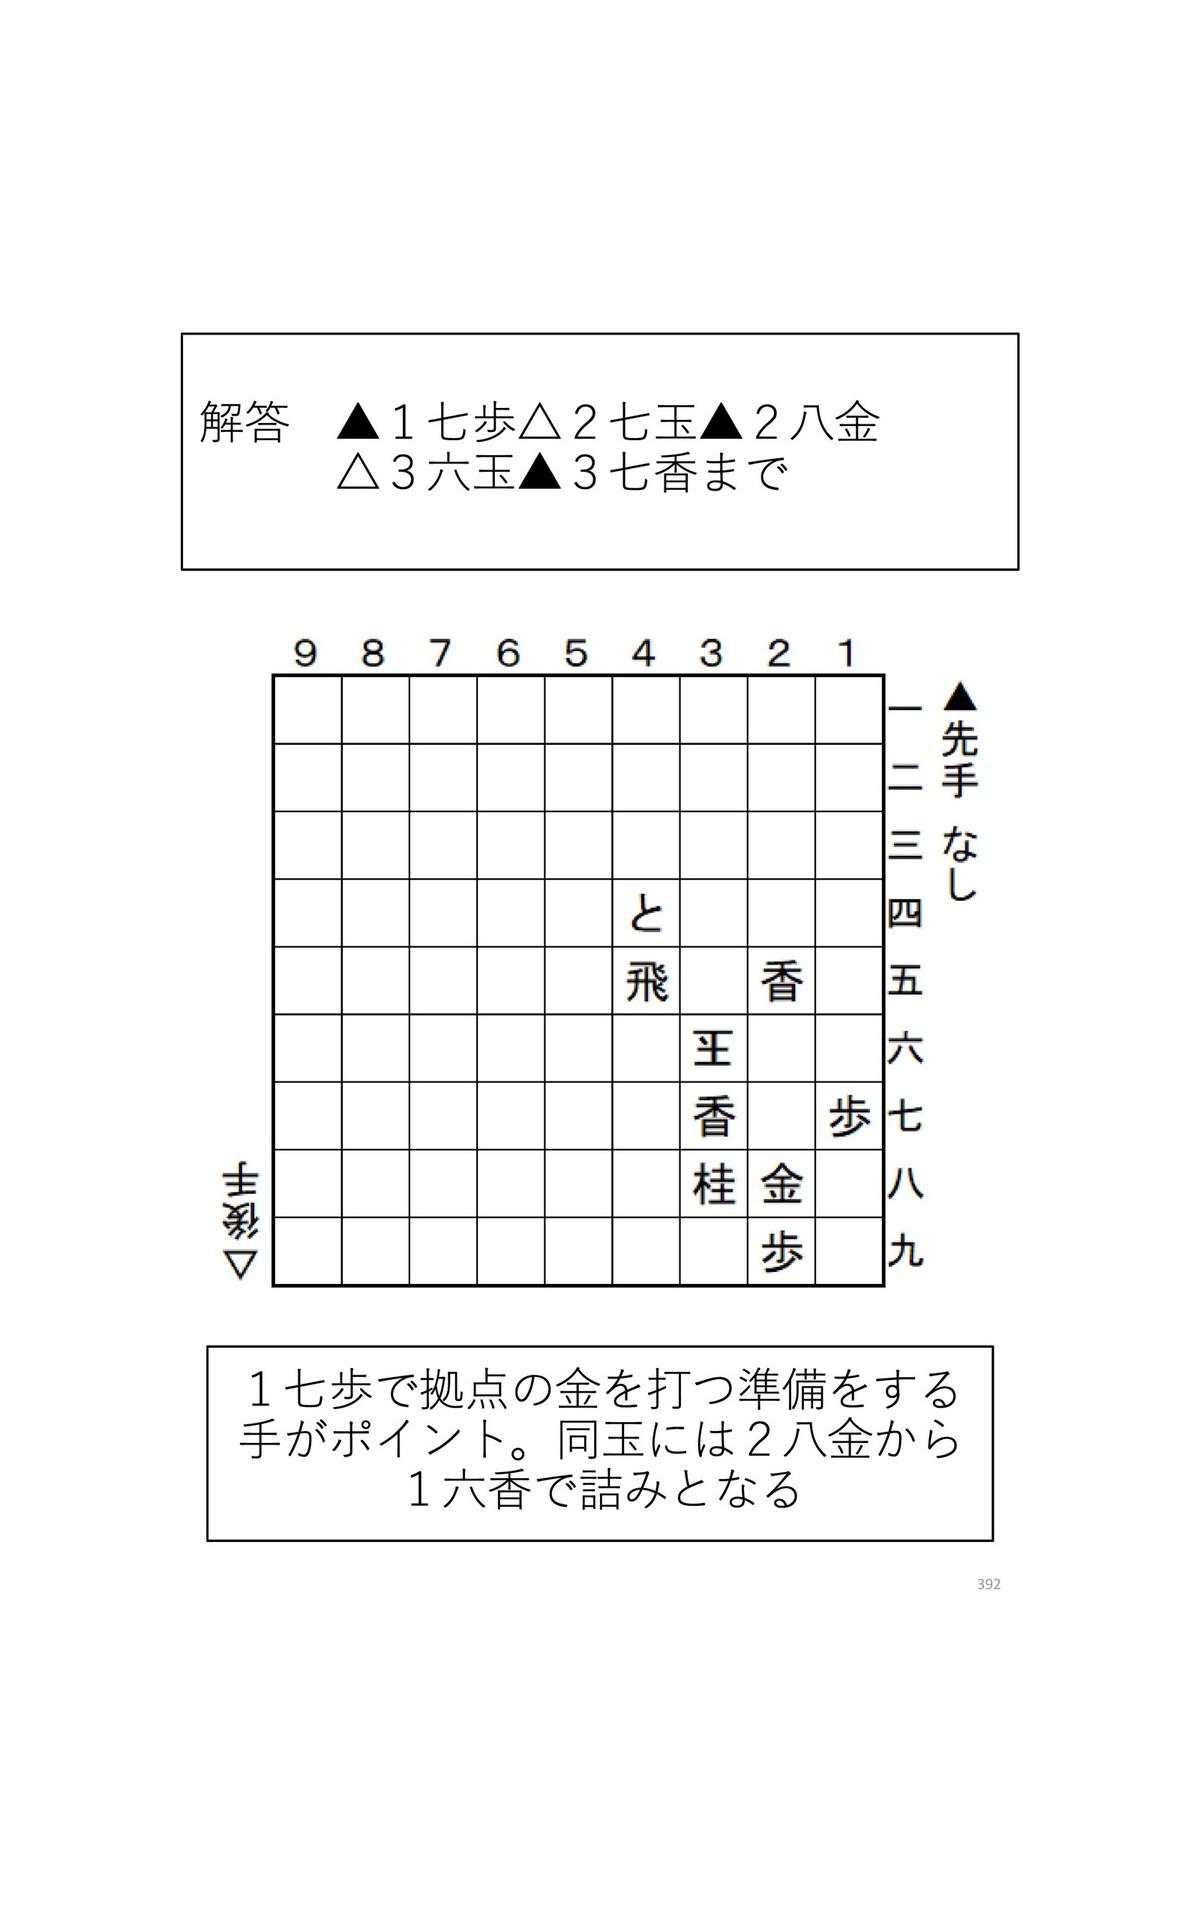 解答　▲１七歩△２七玉▲２八金
△３六玉▲３七香まで
９ ８ ７ ６ ５ ４ ３ ２ １
一
二
三
と 四
飛 香 五
王 六
香 歩 七
桂 金 八
歩 九
▲先手 なし
△後手
１七歩で拠点の金を打つ準備をする
手がポイント。同玉には２八金から
１六香で詰みとなる
392